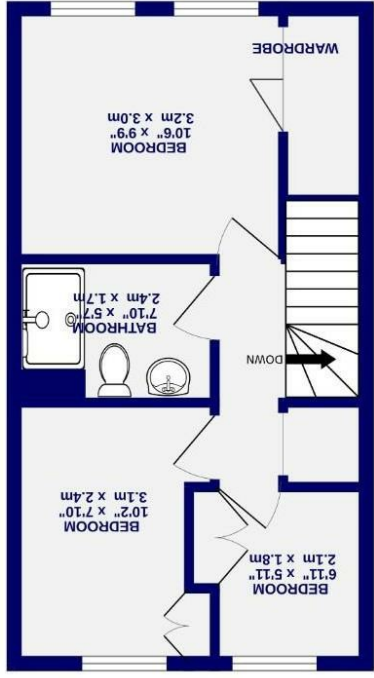 BEDROOM
6'11" x 5'11"
2.1m x 1.8m
BEDROOM
10'2" x 7'10"
3.1m x 2.4m
DOWN
BATHROOM
7'10" x 5'7"
2.4m x 1.7m
BEDROOM
10'6" x 9'9"
3.2m x 3.0m
WARDROBE